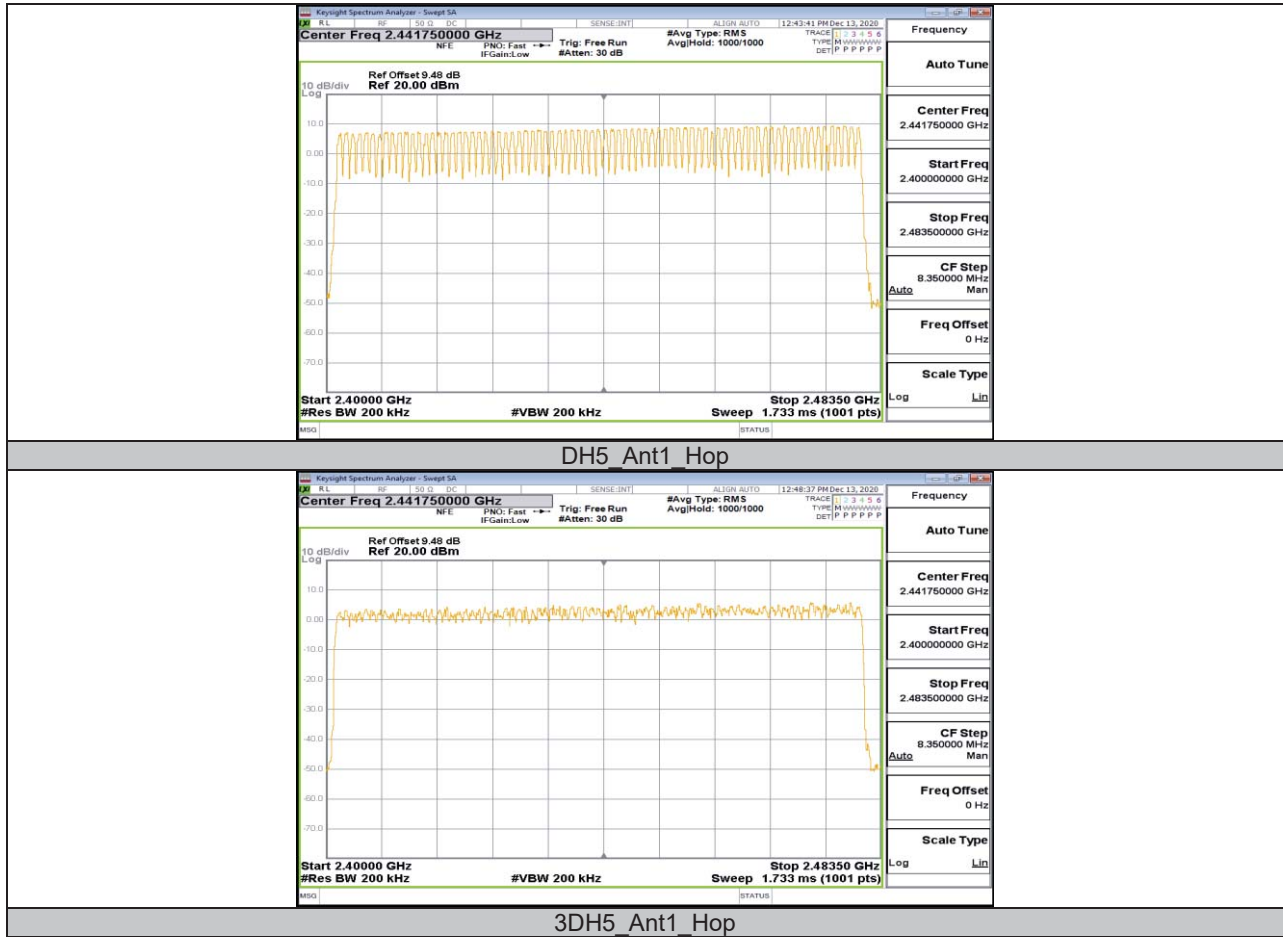 Keysight Spectrum Analyzer - Swept SA
RL RF 50 Ω DC SENSE:INT ALIGN AUTO 12:43:41 PM Dec 13, 2020
Center Freq 2.441750000 GHz
NFE PNO: Fast Trig: Free Run
IFGain:Low #Atten: 30 dB
#Avg Type: RMS
Avg|Hold: 1000/1000
TRACE 1 2 3 4 5 6
TYPE M WWWWW
DET P P P P P P
Ref Offset 9.48 dB
10 dB/div Ref 20.00 dBm
Log
10.0
0.00
-10.0
-20.0
-30.0
-40.0
-50.0
-60.0
-70.0
Start 2.40000 GHz Stop 2.48350 GHz
#Res BW 200 kHz #VBW 200 kHz Sweep 1.733 ms (1001 pts)
MSG STATUS
Frequency
Auto Tune
Center Freq
2.441750000 GHz
Start Freq
2.400000000 GHz
Stop Freq
2.483500000 GHz
CF Step
8.350000 MHz
Auto Man
Freq Offset
0 Hz
Scale Type
Log Lin
DH5_Ant1_Hop
Keysight Spectrum Analyzer - Swept SA
RL RF 50 Ω DC SENSE:INT ALIGN AUTO 12:48:37 PM Dec 13, 2020
Center Freq 2.441750000 GHz
NFE PNO: Fast Trig: Free Run
IFGain:Low #Atten: 30 dB
#Avg Type: RMS
Avg|Hold: 1000/1000
TRACE 1 2 3 4 5 6
TYPE M WWWWW
DET P P P P P P
Ref Offset 9.48 dB
10 dB/div Ref 20.00 dBm
Log
10.0
0.00
-10.0
-20.0
-30.0
-40.0
-50.0
-60.0
-70.0
Start 2.40000 GHz Stop 2.48350 GHz
#Res BW 200 kHz #VBW 200 kHz Sweep 1.733 ms (1001 pts)
MSG STATUS
Frequency
Auto Tune
Center Freq
2.441750000 GHz
Start Freq
2.400000000 GHz
Stop Freq
2.483500000 GHz
CF Step
8.350000 MHz
Auto Man
Freq Offset
0 Hz
Scale Type
Log Lin
3DH5_Ant1_Hop